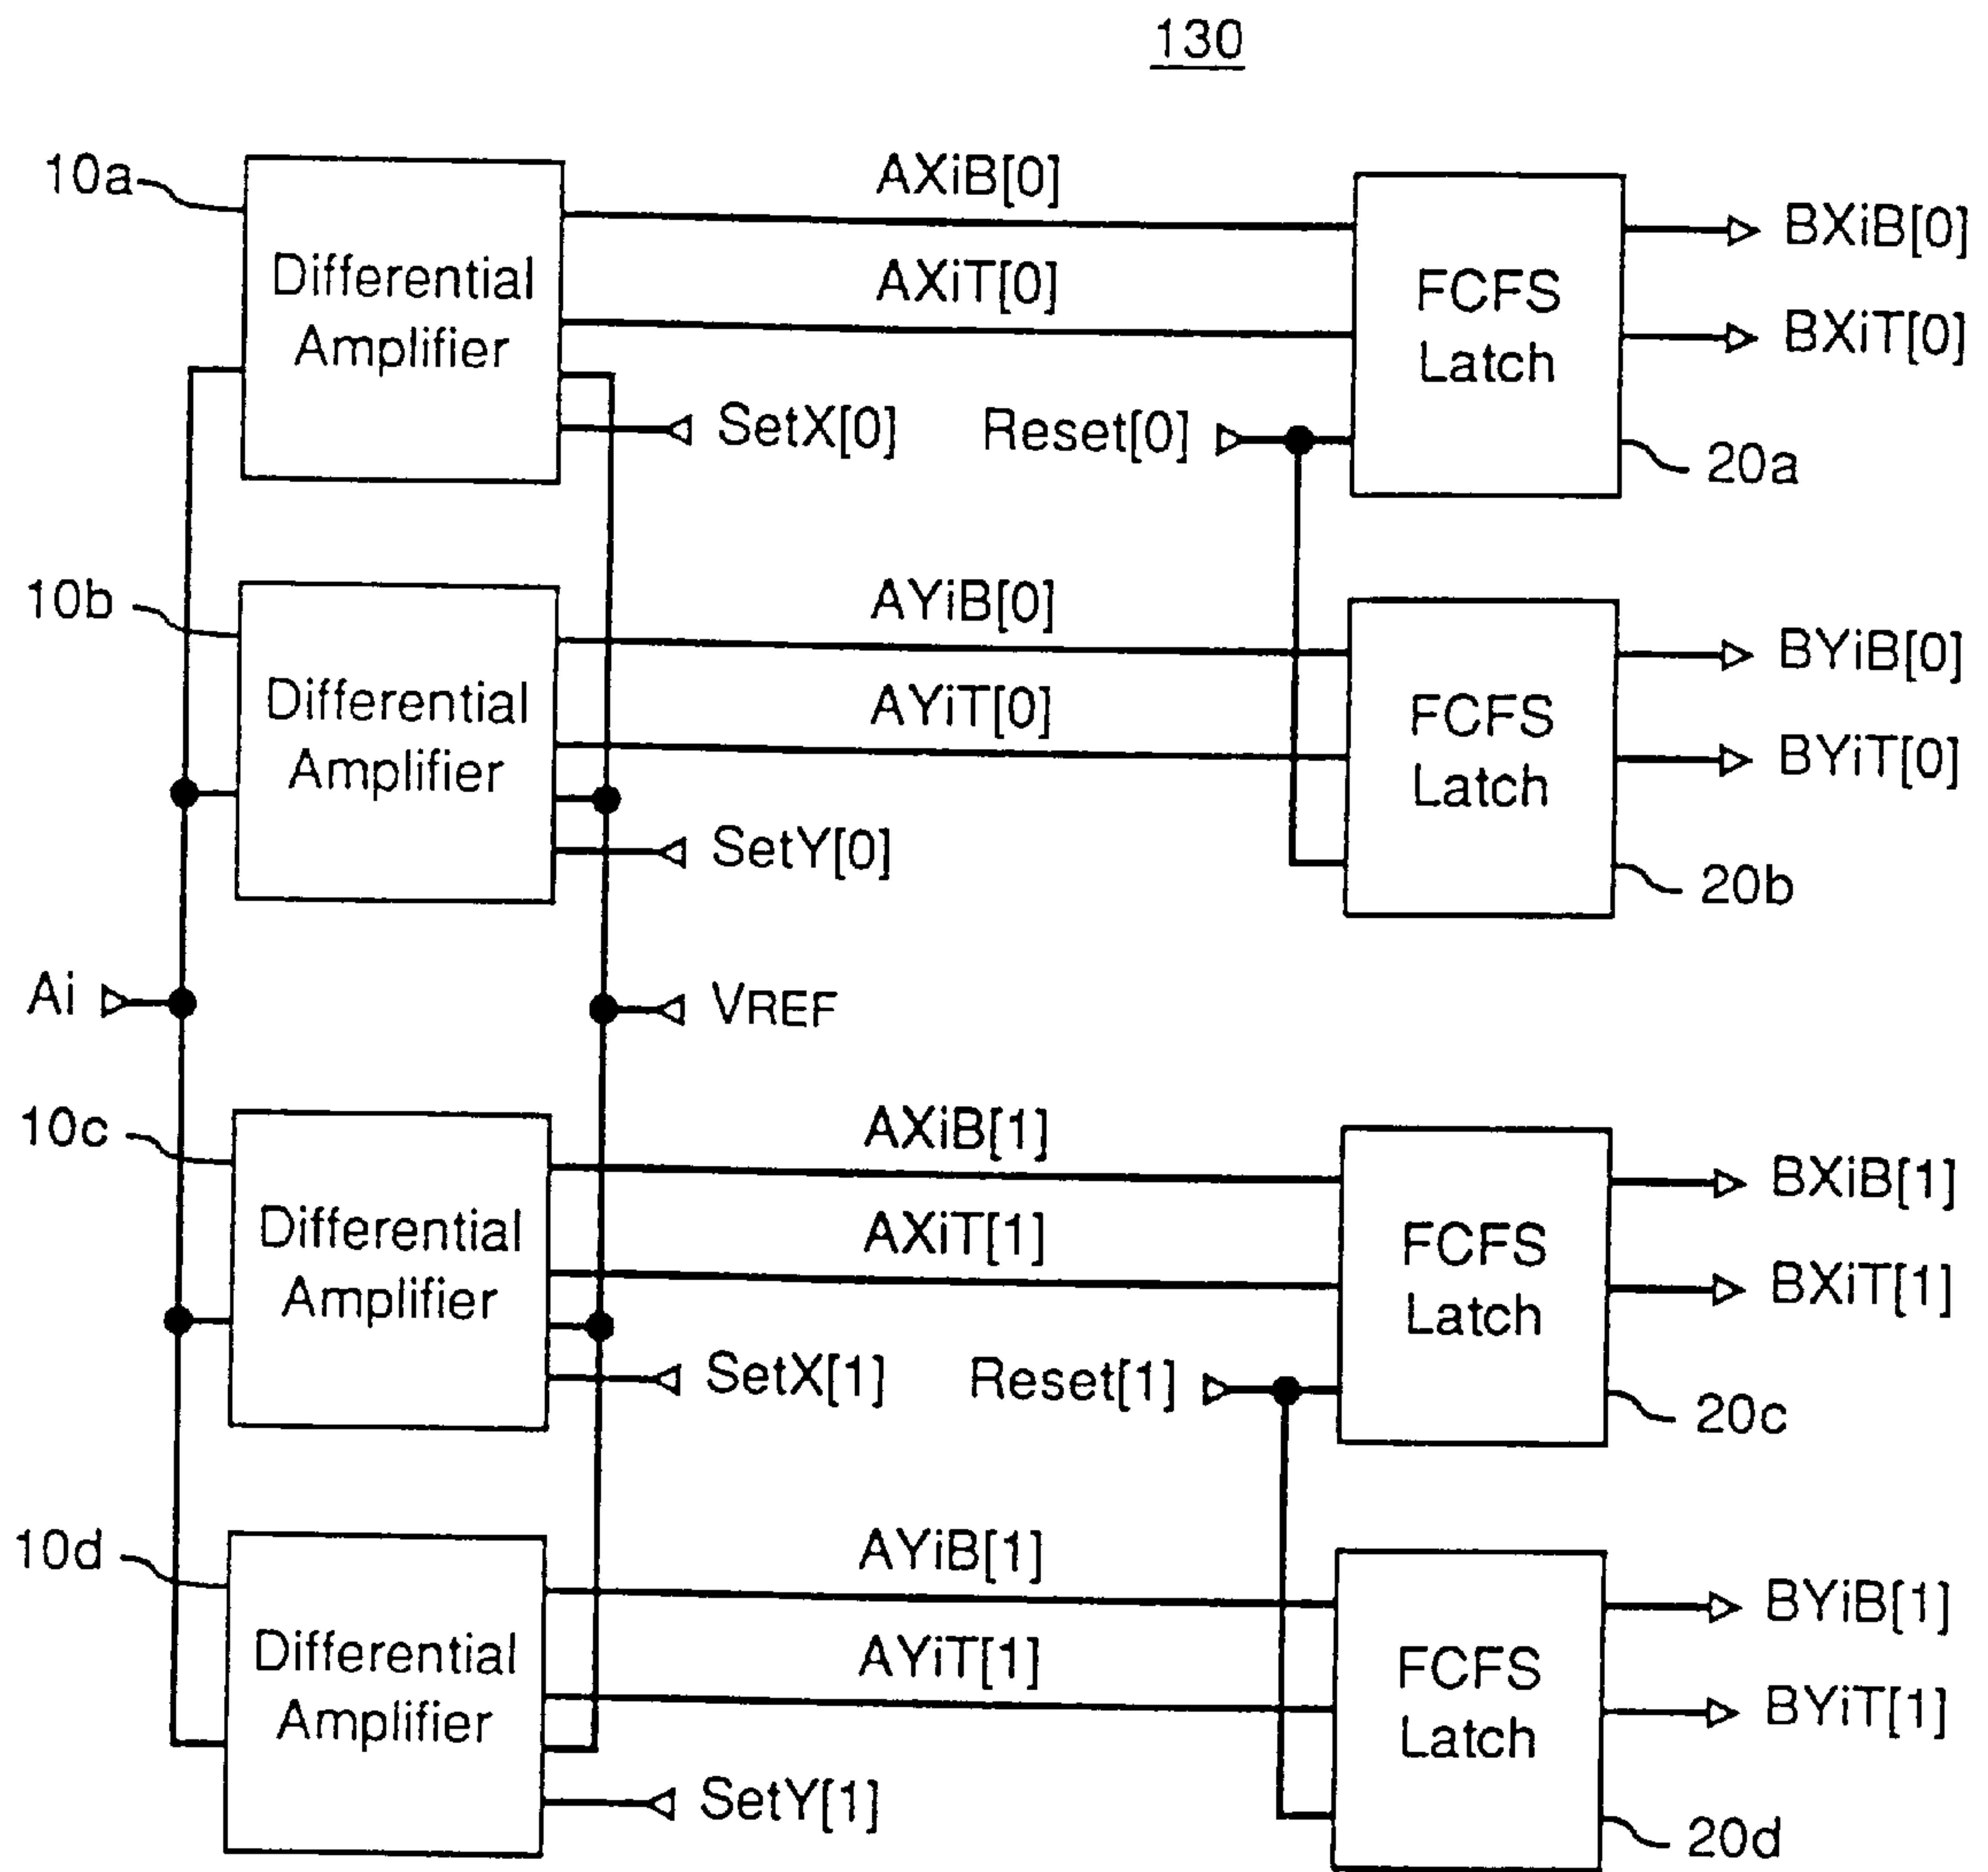 130
10a
Differential
Amplifier
AXiB[0]
AXiT[0]
SetX[0]
Reset[0]
FCFS
Latch
BXiB[0]
BXiT[0]
20a
10b
Differential
Amplifier
AYiB[0]
AYiT[0]
SetY[0]
FCFS
Latch
BYiB[0]
BYiT[0]
20b
Ai
VREF
10c
Differential
Amplifier
AXiB[1]
AXiT[1]
SetX[1]
Reset[1]
FCFS
Latch
BXiB[1]
BXiT[1]
20c
10d
Differential
Amplifier
AYiB[1]
AYiT[1]
SetY[1]
FCFS
Latch
BYiB[1]
BYiT[1]
20d